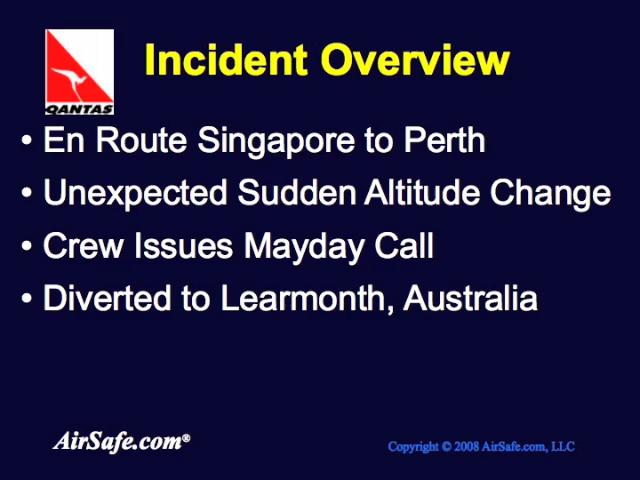 Incident Overview
QANTAS
• En Route Singapore to Perth
• Unexpected Sudden Altitude Change
• Crew Issues Mayday Call
• Diverted to Learmonth, Australia
AirSafe.com®
Copyright © 2008 AirSafe.com, LLC